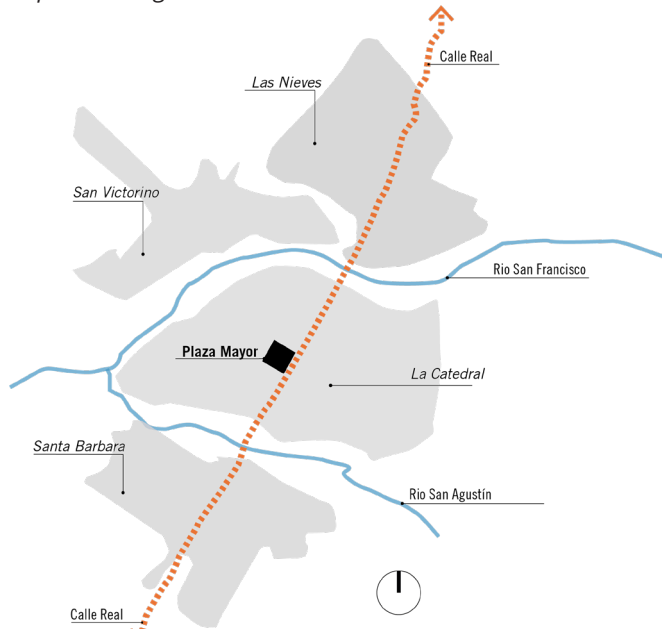 Calle Real
Las Nieves
San Victorino
Rio San Francisco
Plaza Mayor
La Catedral
Santa Barbara
Rio San Agustín
Calle Real